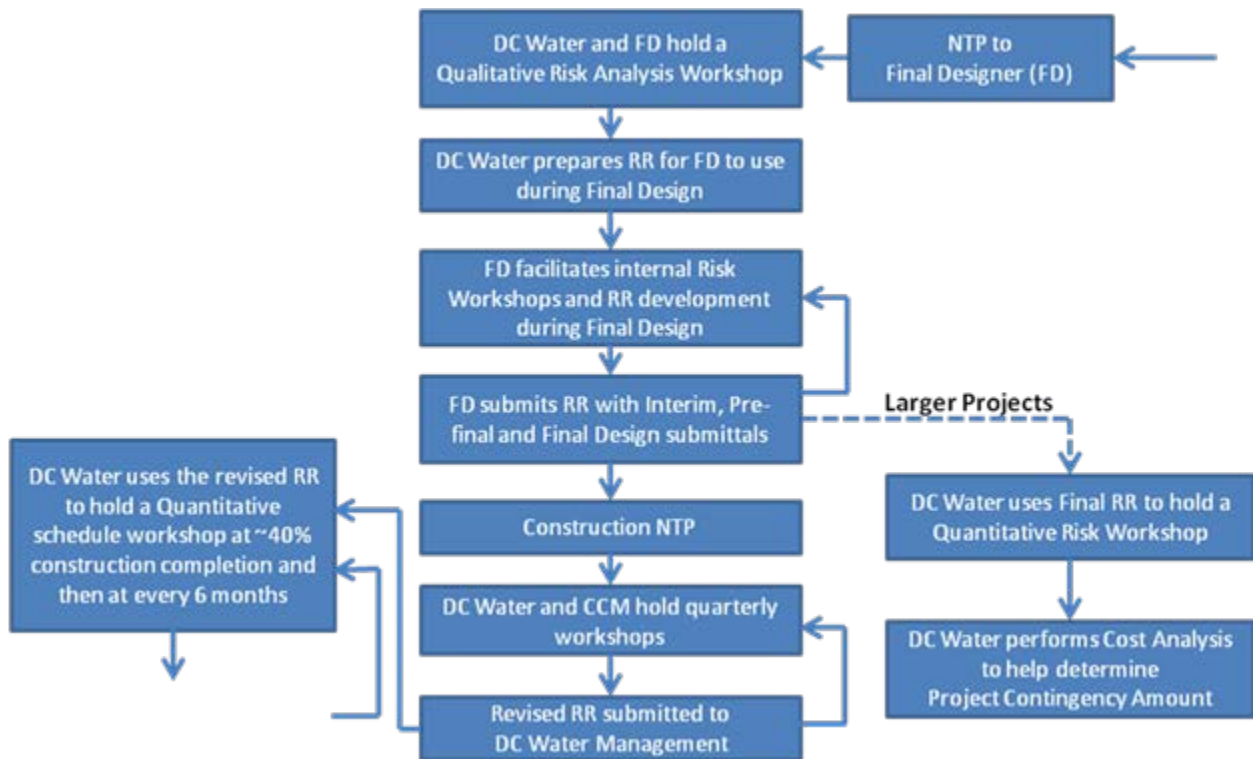 DC Water and FD hold a
Qualitative Risk Analysis Workshop
NTP to
Final Designer (FD)
DC Water prepares RR for FD to use
during Final Design
FD facilitates internal Risk
Workshops and RR development
during Final Design
FD submits RR with Interim, Pre-
final and Final Design submittals
Larger Projects
DC Water uses the revised RR
to hold a Quantitative
schedule workshop at ~40%
construction completion and
then at every 6 months
DC Water uses Final RR to hold a
Quantitative Risk Workshop
Construction NTP
DC Water and CCM hold quarterly
workshops
DC Water performs Cost Analysis
to help determine
Project Contingency Amount
Revised RR submitted to
DC Water Management